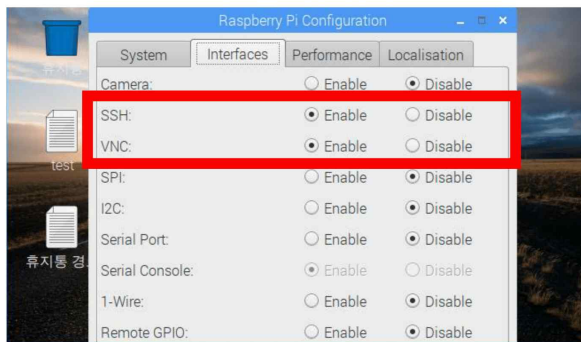 Raspberry Pi Configuration
System Interfaces Performance Localisation
Camera: Enable Disable
SSH: Enable Disable
VNC: Enable Disable
test
SPI: Enable Disable
I2C: Enable Disable
Serial Port: Enable Disable
휴지통 경..
Serial Console: Enable Disable
1-Wire: Enable Disable
Remote GPIO: Enable Disable